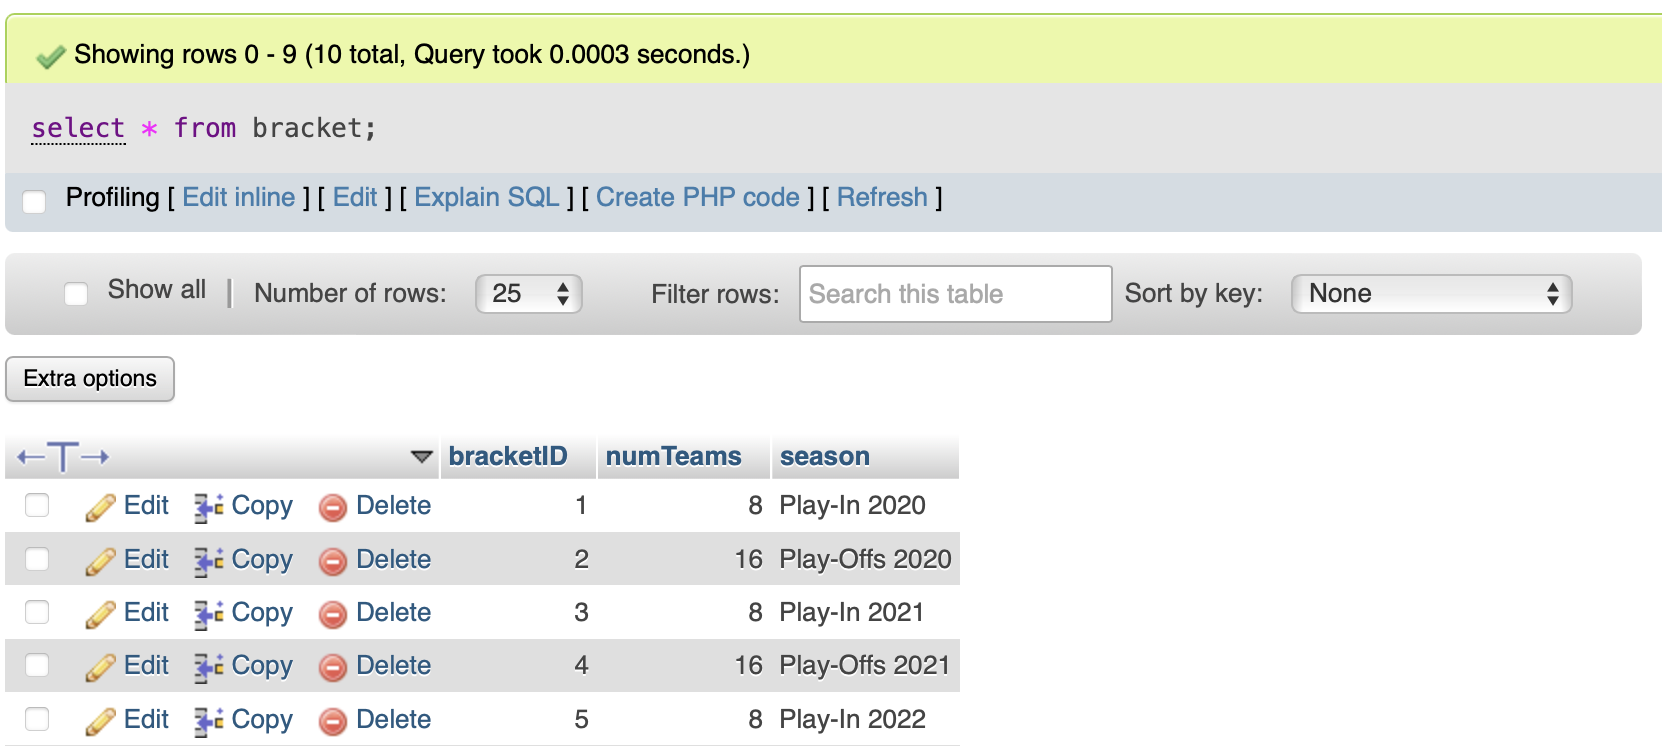 Showing rows 0 - 9 (10 total, Query took 0.0003 seconds.)
select * from bracket;
Profiling [ Edit inline ] [ Edit ] [ Explain SQL ] [ Create PHP code ] [ Refresh ]
Show all | Number of rows: 25 Filter rows: Search this table Sort by key: None
Extra options
←T→ bracketID numTeams season
Edit Copy Delete 1 8 Play-In 2020
Edit Copy Delete 2 16 Play-Offs 2020
Edit Copy Delete 3 8 Play-In 2021
Edit Copy Delete 4 16 Play-Offs 2021
Edit Copy Delete 5 8 Play-In 2022